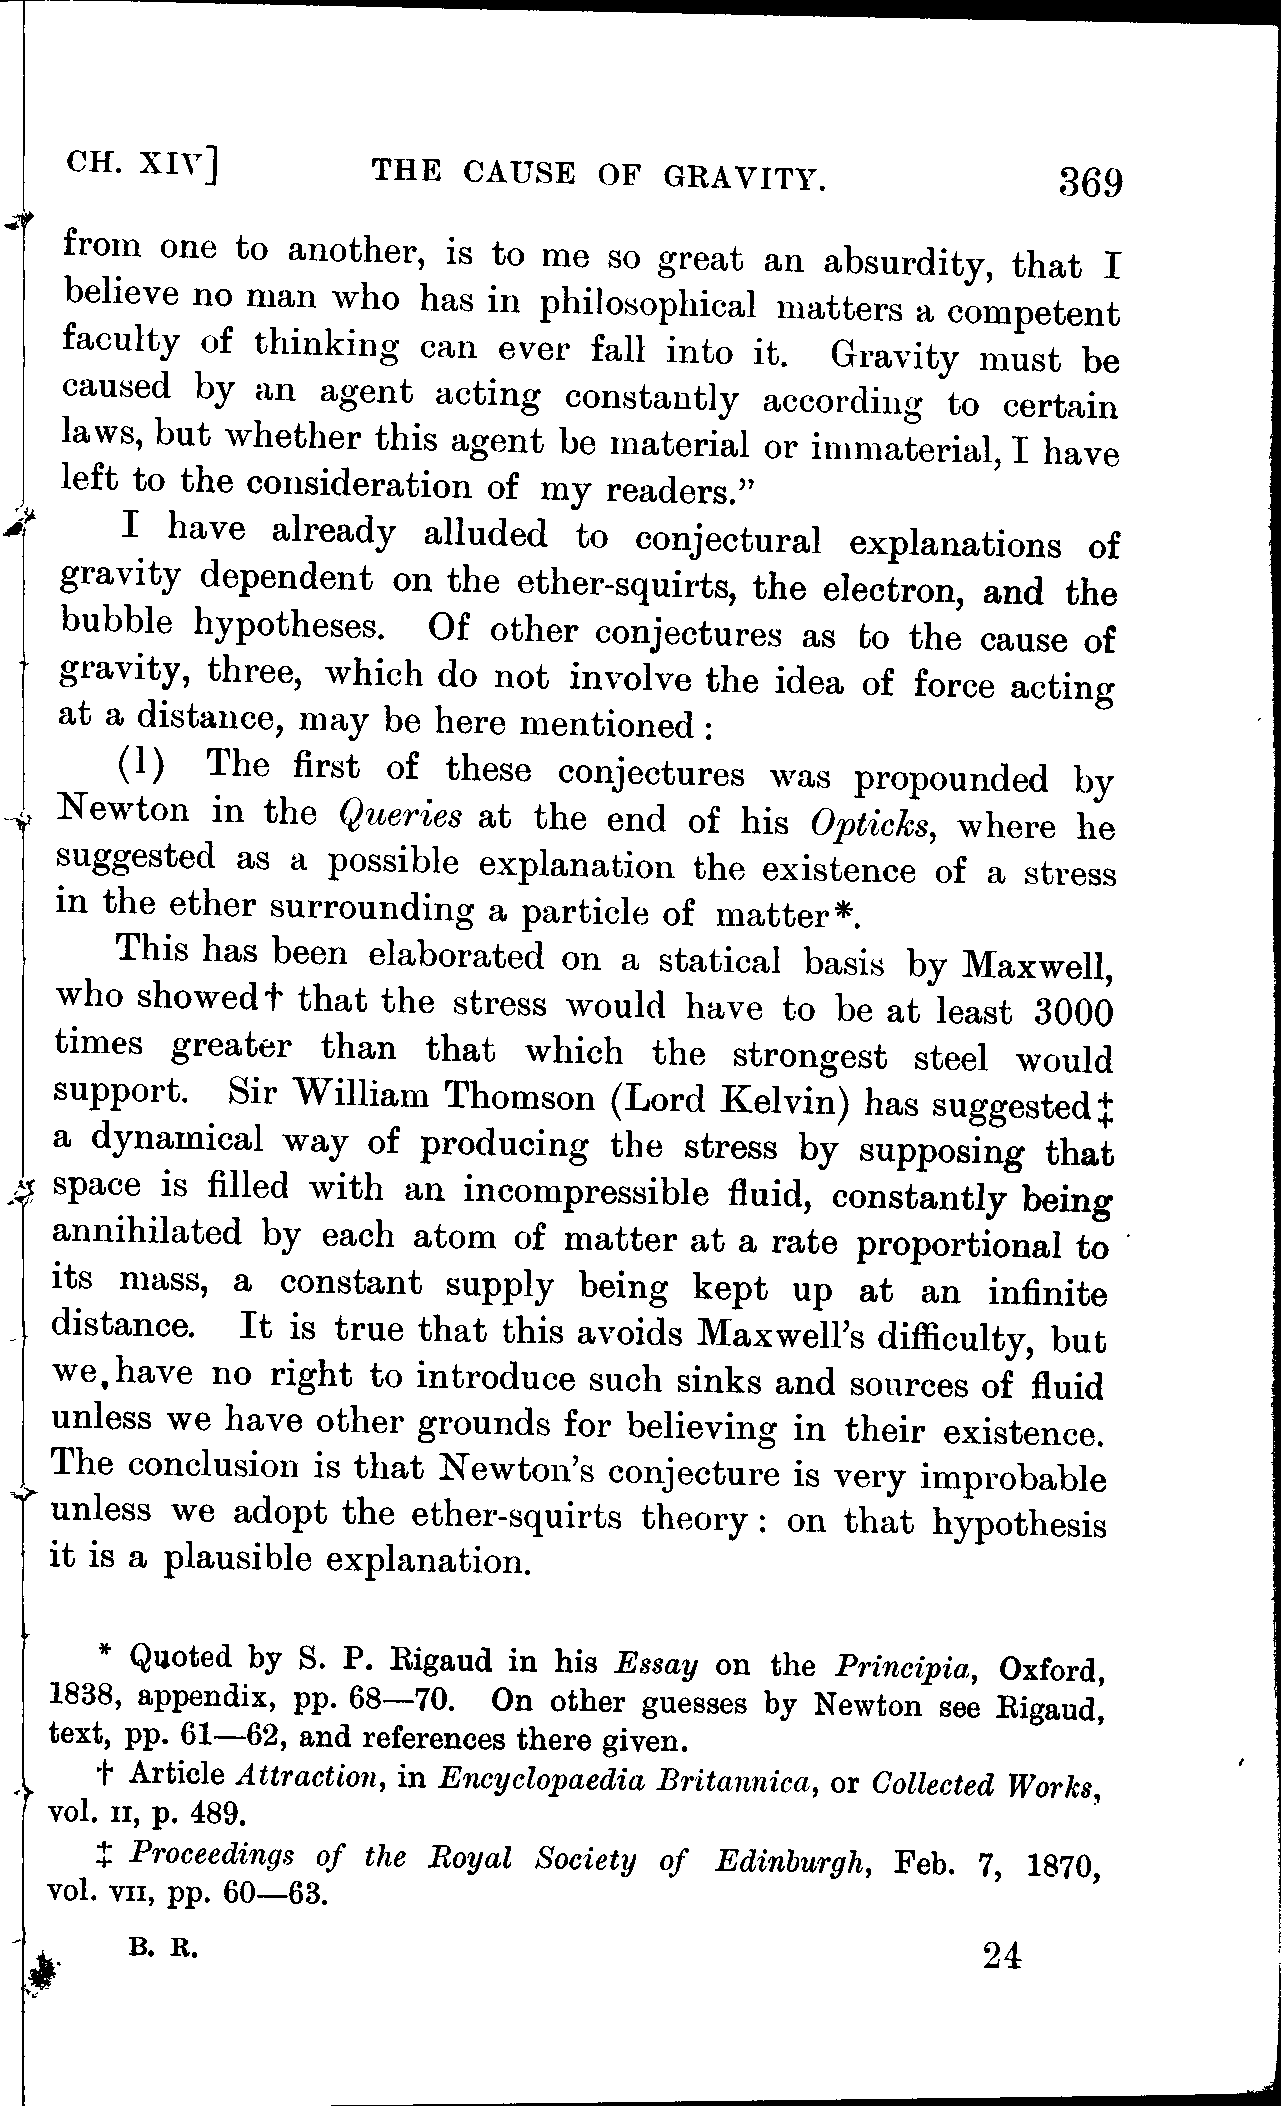 CH. XIV] THE CAUSE OF GRAVITY. 369
from one to another, is to me so great an absurdity, that I
believe no man who has in philosophical matters a competent
faculty of thinking can ever fall into it. Gravity must be
caused by an agent acting constantly according to certain
laws, but whether this agent be material or immaterial, I have
left to the consideration of my readers.”
I have already alluded to conjectural explanations of
gravity dependent on the ether-squirts, the electron, and the
bubble hypotheses. Of other conjectures as to the cause of
gravity, three, which do not involve the idea of force acting
at a distance, may be here mentioned :
(1) The first of these conjectures was propounded by
Newton in the Queries at the end of his Opticks, where he
suggested as a possible explanation the existence of a stress
in the ether surrounding a particle of matter*.
This has been elaborated on a statical basis by Maxwell,
who showed† that the stress would have to be at least 3000
times greater than that which the strongest steel would
support. Sir William Thomson (Lord Kelvin) has suggested‡
a dynamical way of producing the stress by supposing that
space is filled with an incompressible fluid, constantly being
annihilated by each atom of matter at a rate proportional to
its mass, a constant supply being kept up at an infinite
distance. It is true that this avoids Maxwell’s difficulty, but
we have no right to introduce such sinks and sources of fluid
unless we have other grounds for believing in their existence.
The conclusion is that Newton’s conjecture is very improbable
unless we adopt the ether-squirts theory : on that hypothesis
it is a plausible explanation.
* Quoted by S. P. Rigaud in his Essay on the Principia, Oxford,
1838, appendix, pp. 68—70. On other guesses by Newton see Rigaud,
text, pp. 61—62, and references there given.
† Article Attraction, in Encyclopaedia Britannica, or Collected Works,
vol. II, p. 489.
‡ Proceedings of the Royal Society of Edinburgh, Feb. 7, 1870,
vol. VII, pp. 60—63.
B. R. 24